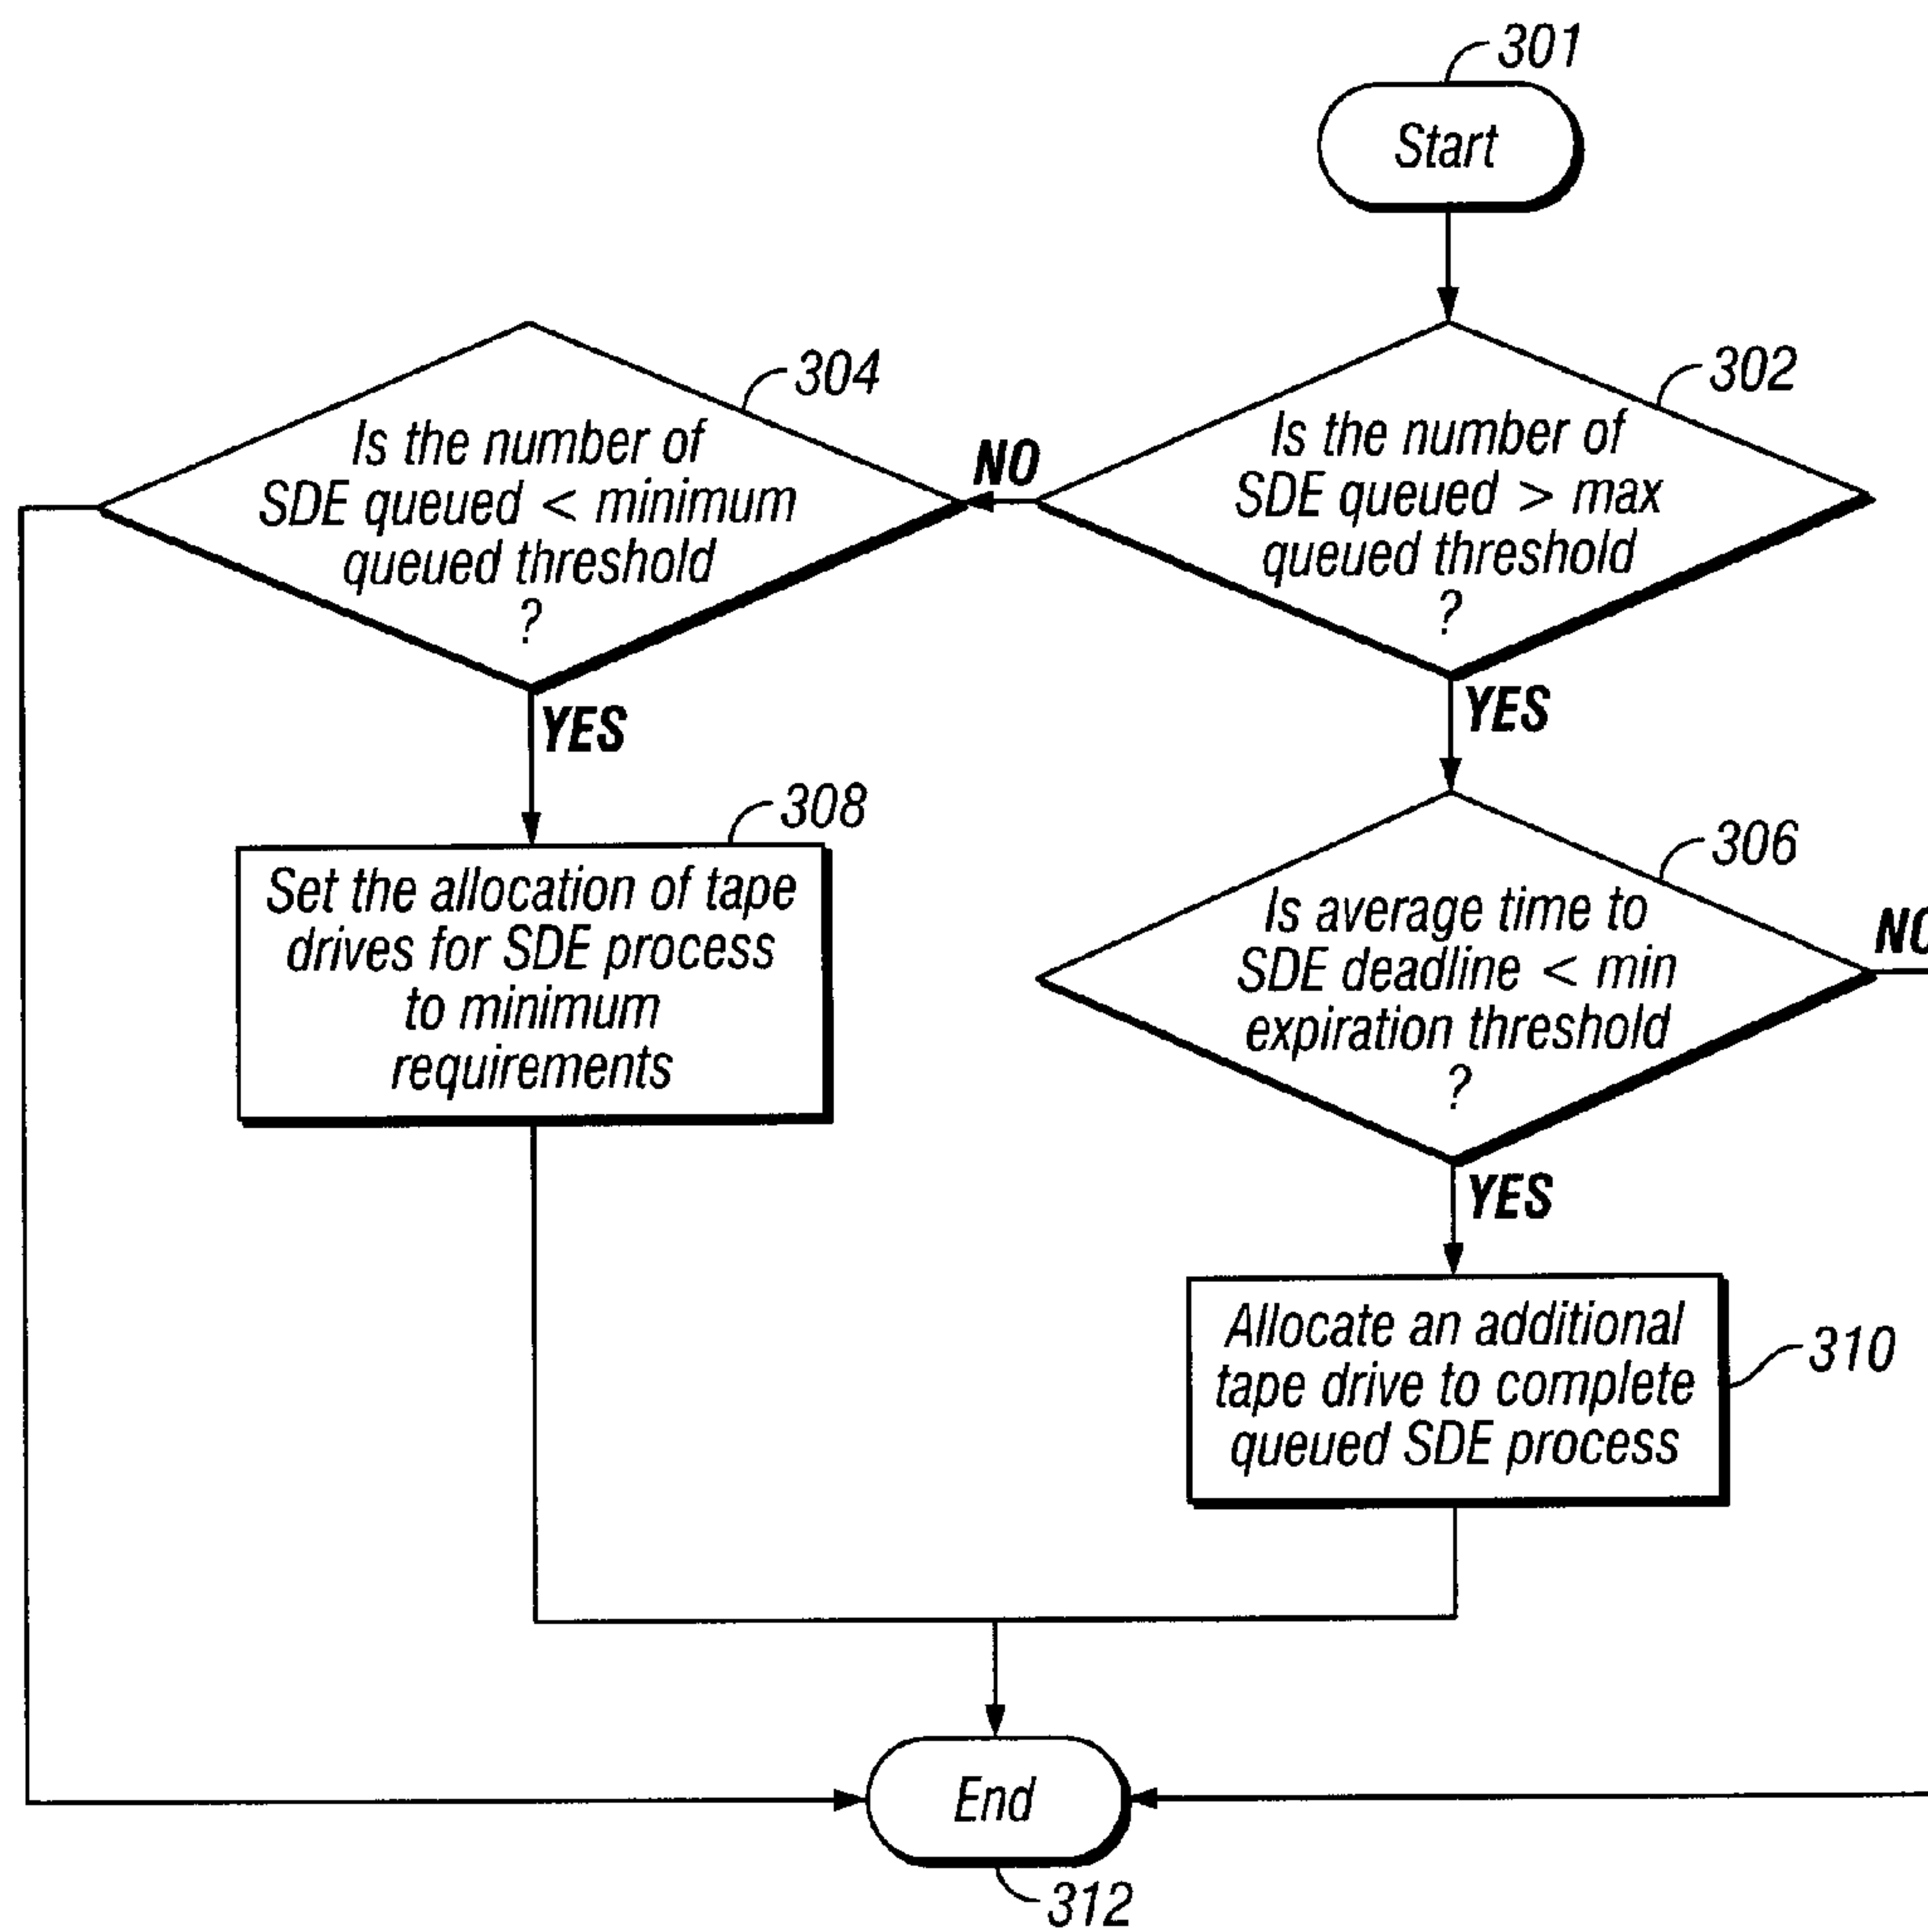 301
Start
304
Is the number of
SDE queued < minimum
queued threshold
?
NO
302
Is the number of
SDE queued > max
queued threshold
?
YES
YES
308
Set the allocation of tape
drives for SDE process
to minimum
requirements
306
Is average time to
SDE deadline < min
expiration threshold
?
NO
YES
Allocate an additional
tape drive to complete
queued SDE process
310
End
312